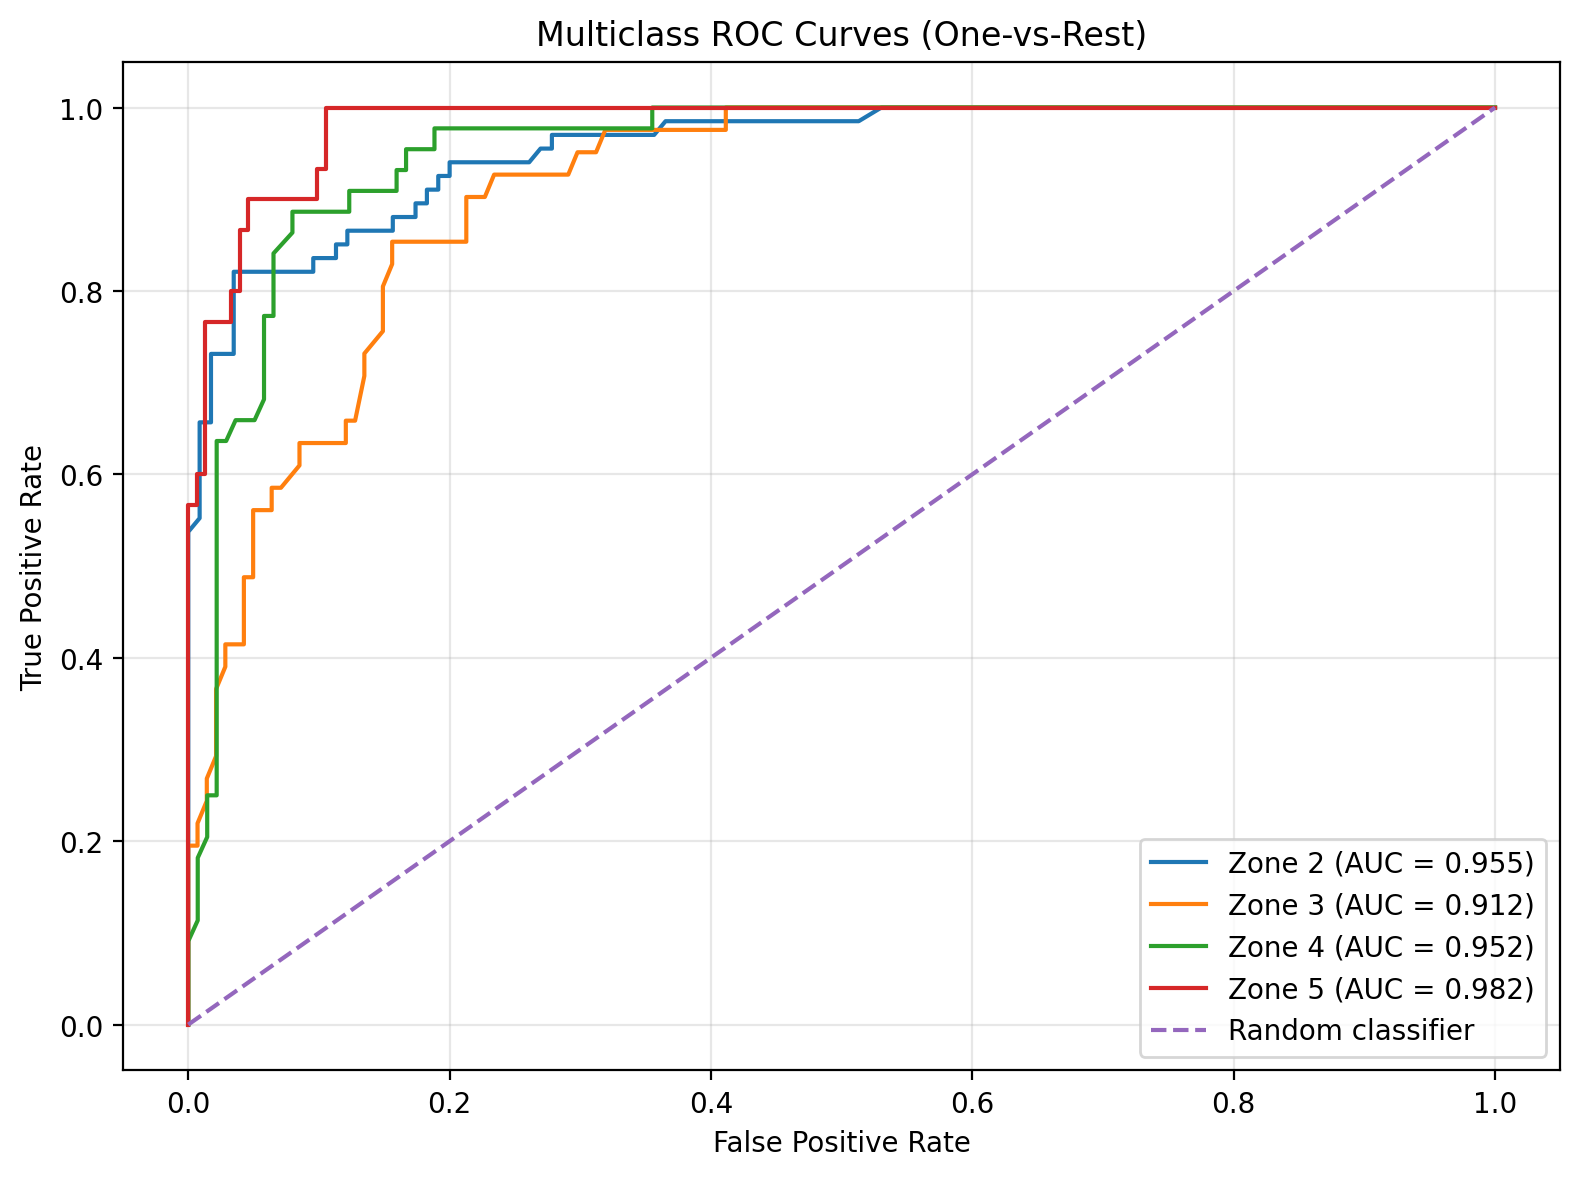 Multiclass ROC Curves (One-vs-Rest)
True Positive Rate
1.0
0.8
0.6
0.4
0.2
0.0
0.0 0.2 0.4 0.6 0.8 1.0
False Positive Rate
Zone 2 (AUC = 0.955)
Zone 3 (AUC = 0.912)
Zone 4 (AUC = 0.952)
Zone 5 (AUC = 0.982)
Random classifier